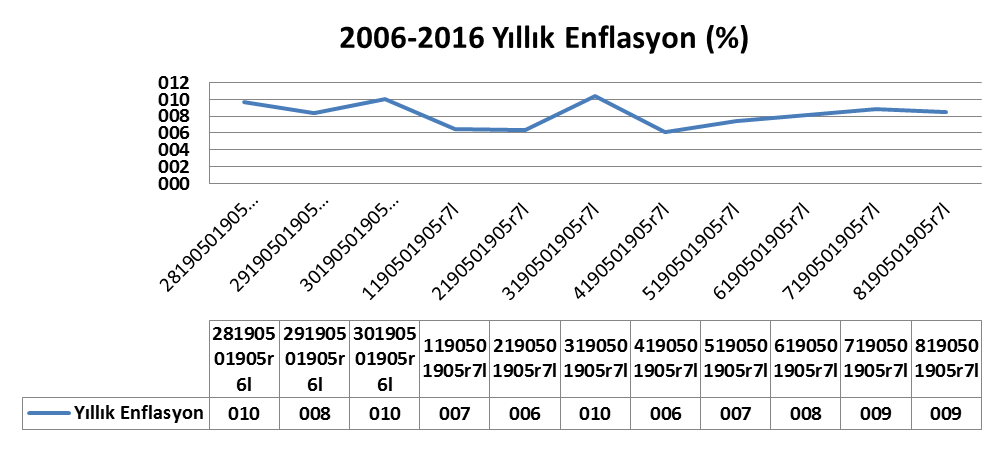 2006-2016 Yıllık Enflasyon (%)
012
010
008
006
004
002
000
28190501905...
29190501905...
30190501905...
1190501905r7l
2190501905r7l
3190501905r7l
4190501905r7l
5190501905r7l
6190501905r7l
7190501905r7l
8190501905r7l
281905 291905 301905
01905r 01905r 01905r 119050 219050 319050 419050 519050 619050 719050 819050
6l 6l 6l 1905r7l 1905r7l 1905r7l 1905r7l 1905r7l 1905r7l 1905r7l 1905r7l
Yıllık Enflasyon 010 008 010 007 006 010 006 007 008 009 009